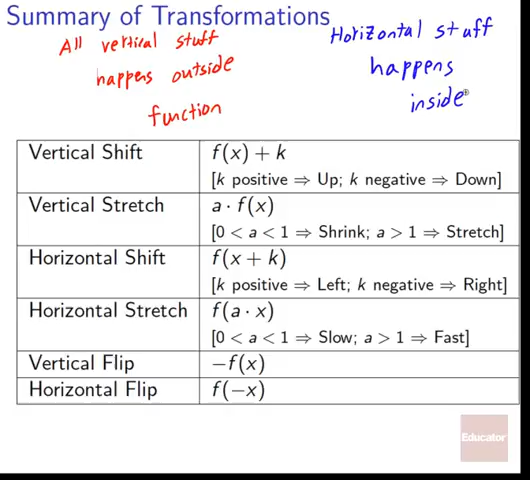 Summary of Transformations
All vertical stuff
happens outside
function
Horizontal stuff
happens
inside
Vertical Shift f(x) + k
[k positive ⇒ Up; k negative ⇒ Down]
Vertical Stretch a · f(x)
[0 < a < 1 ⇒ Shrink; a > 1 ⇒ Stretch]
Horizontal Shift f(x + k)
[k positive ⇒ Left; k negative ⇒ Right]
Horizontal Stretch f(a · x)
[0 < a < 1 ⇒ Slow; a > 1 ⇒ Fast]
Vertical Flip −f(x)
Horizontal Flip f(−x)
Educator